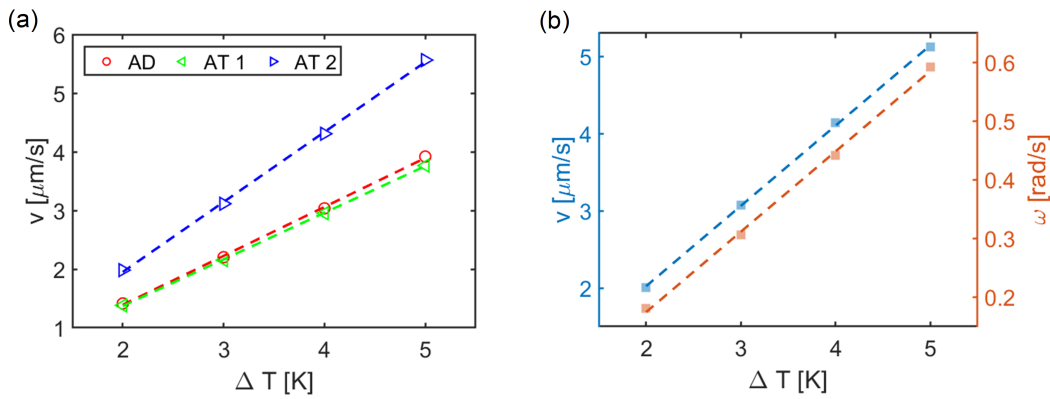 (a)
6
5
4
3
2
1
v [μm/s]
AD AT 1 AT 2
2 3 4 5
Δ T [K]
(b)
5
4
3
2
v [μm/s]
0.6
0.5
0.4
0.3
0.2
ω [rad/s]
2 3 4 5
Δ T [K]